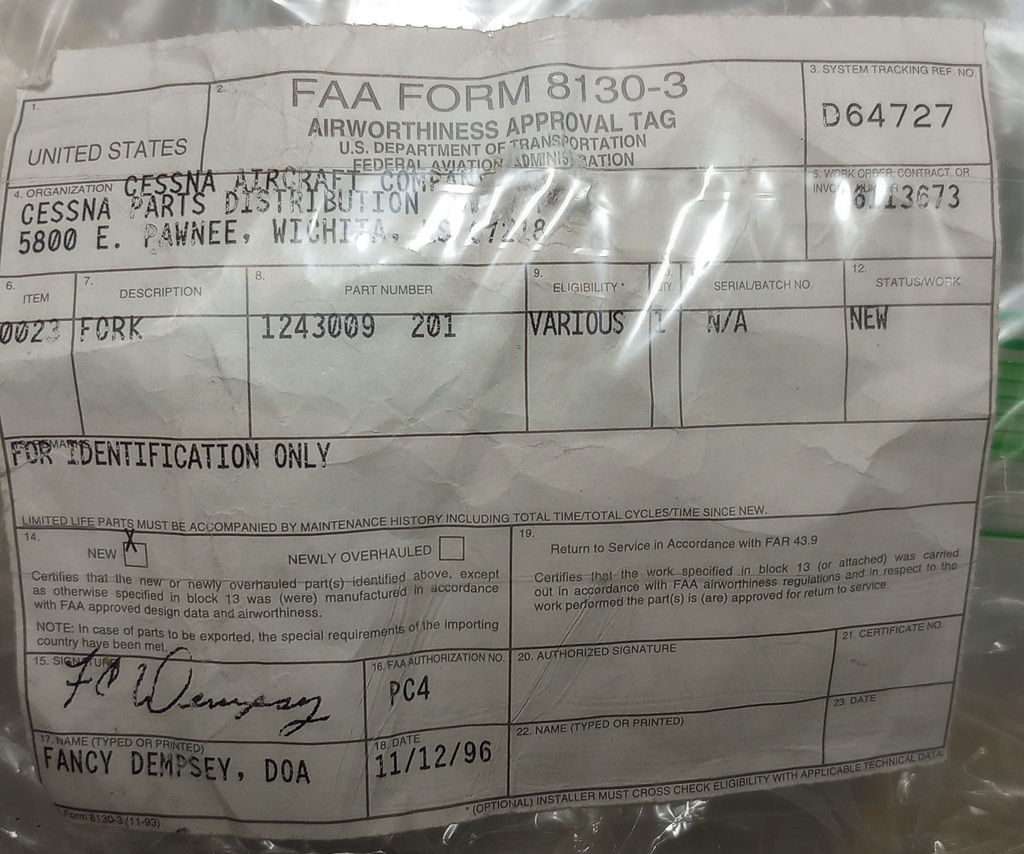 1.
UNITED STATES
2.
FAA FORM 8130-3
AIRWORTHINESS APPROVAL TAG
U.S. DEPARTMENT OF TRANSPORTATION
FEDERAL AVIATION ADMINISTRATION
3. SYSTEM TRACKING REF. NO.
D64727
4. ORGANIZATION CESSNA AIRCRAFT COMPANY
CESSNA PARTS DISTRIBUTION
5800 E. PAWNEE, WICHITA,
5. WORK ORDER, CONTRACT, OR
13673
6. ITEM
7. DESCRIPTION
8. PART NUMBER
9. ELIGIBILITY *
SERIAL/BATCH NO.
12. STATUS/WORK
0023 FORK 1243009 201 VARIOUS 1 N/A NEW
FOR IDENTIFICATION ONLY
LIMITED LIFE PARTS MUST BE ACCOMPANIED BY MAINTENANCE HISTORY INCLUDING TOTAL TIME/TOTAL CYCLES/TIME SINCE NEW.
14.
NEW X NEWLY OVERHAULED
Certifies that the new or newly overhauled part(s) identified above, except
as otherwise specified in block 13 was (were) manufactured in accordance
with FAA approved design data and airworthiness.
NOTE: In case of parts to be exported, the special requirements of the importing
country have been met.
19.
Return to Service in Accordance with FAR 43.9
Certifies that the work specified in block 13 (or attached) was carried
out in accordance with FAA airworthiness regulations and in respect to the
work performed the part(s) is (are) approved for return to service.
15. SIGNATURE
F C Dempsey
16. FAA AUTHORIZATION NO.
PC4
20. AUTHORIZED SIGNATURE
21. CERTIFICATE NO.
17. NAME (TYPED OR PRINTED)
FANCY DEMPSEY, DOA
18. DATE
11/12/96
22. NAME (TYPED OR PRINTED)
23. DATE
Form 8130-3 (11-93)
* (OPTIONAL) INSTALLER MUST CROSS CHECK ELIGIBILITY WITH APPLICABLE TECHNICAL DATA.